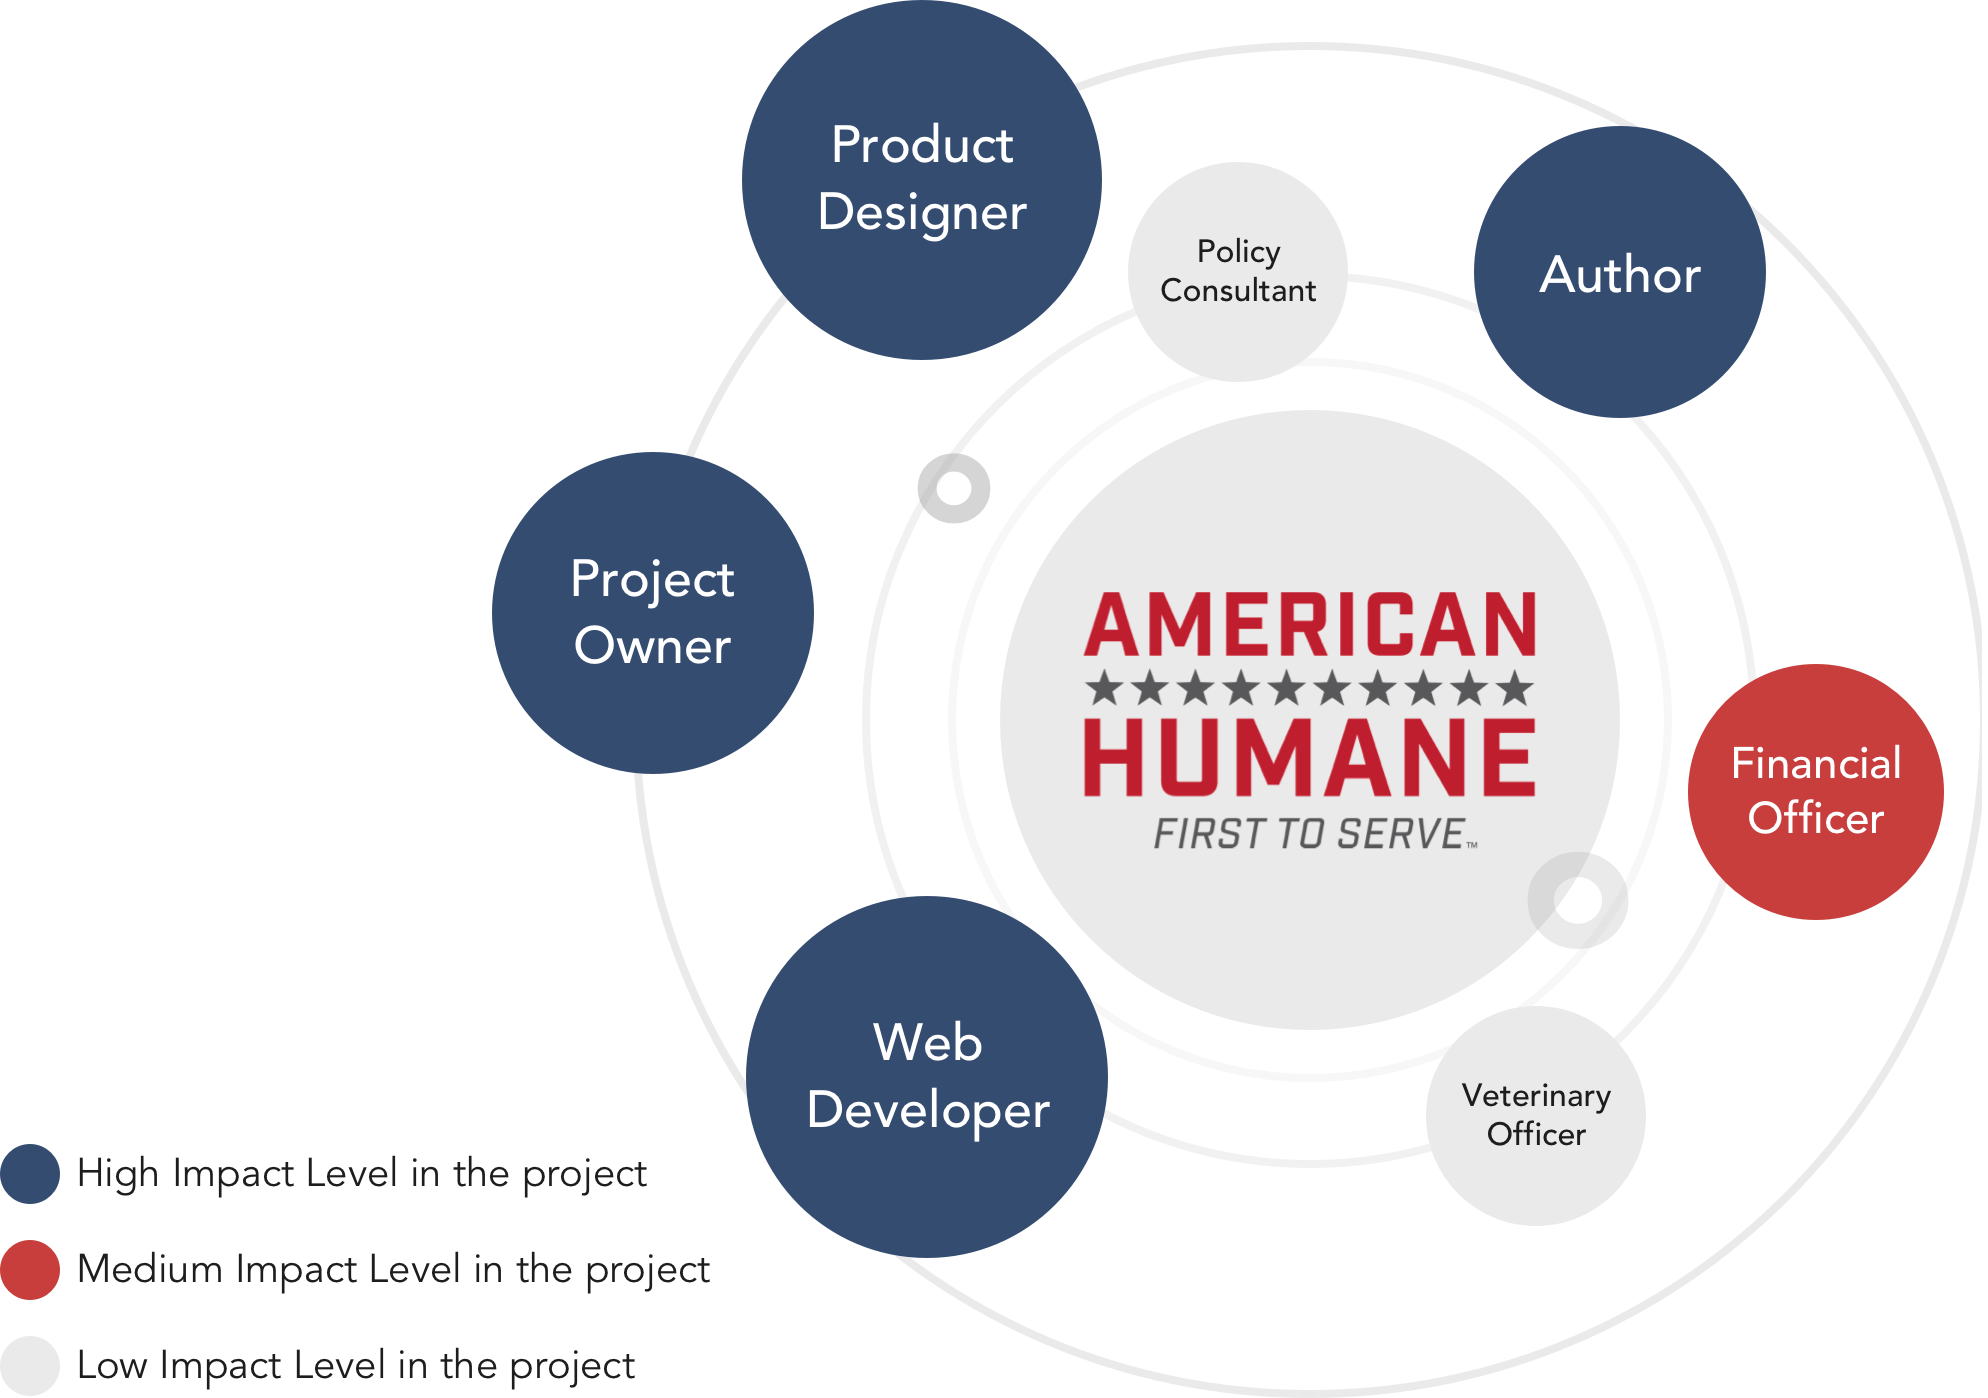 Product
Designer
Policy
Consultant
Author
Project
Owner
AMERICAN
HUMANE
FIRST TO SERVE™
Financial
Officer
Web
Developer
Veterinary
Officer
High Impact Level in the project
Medium Impact Level in the project
Low Impact Level in the project